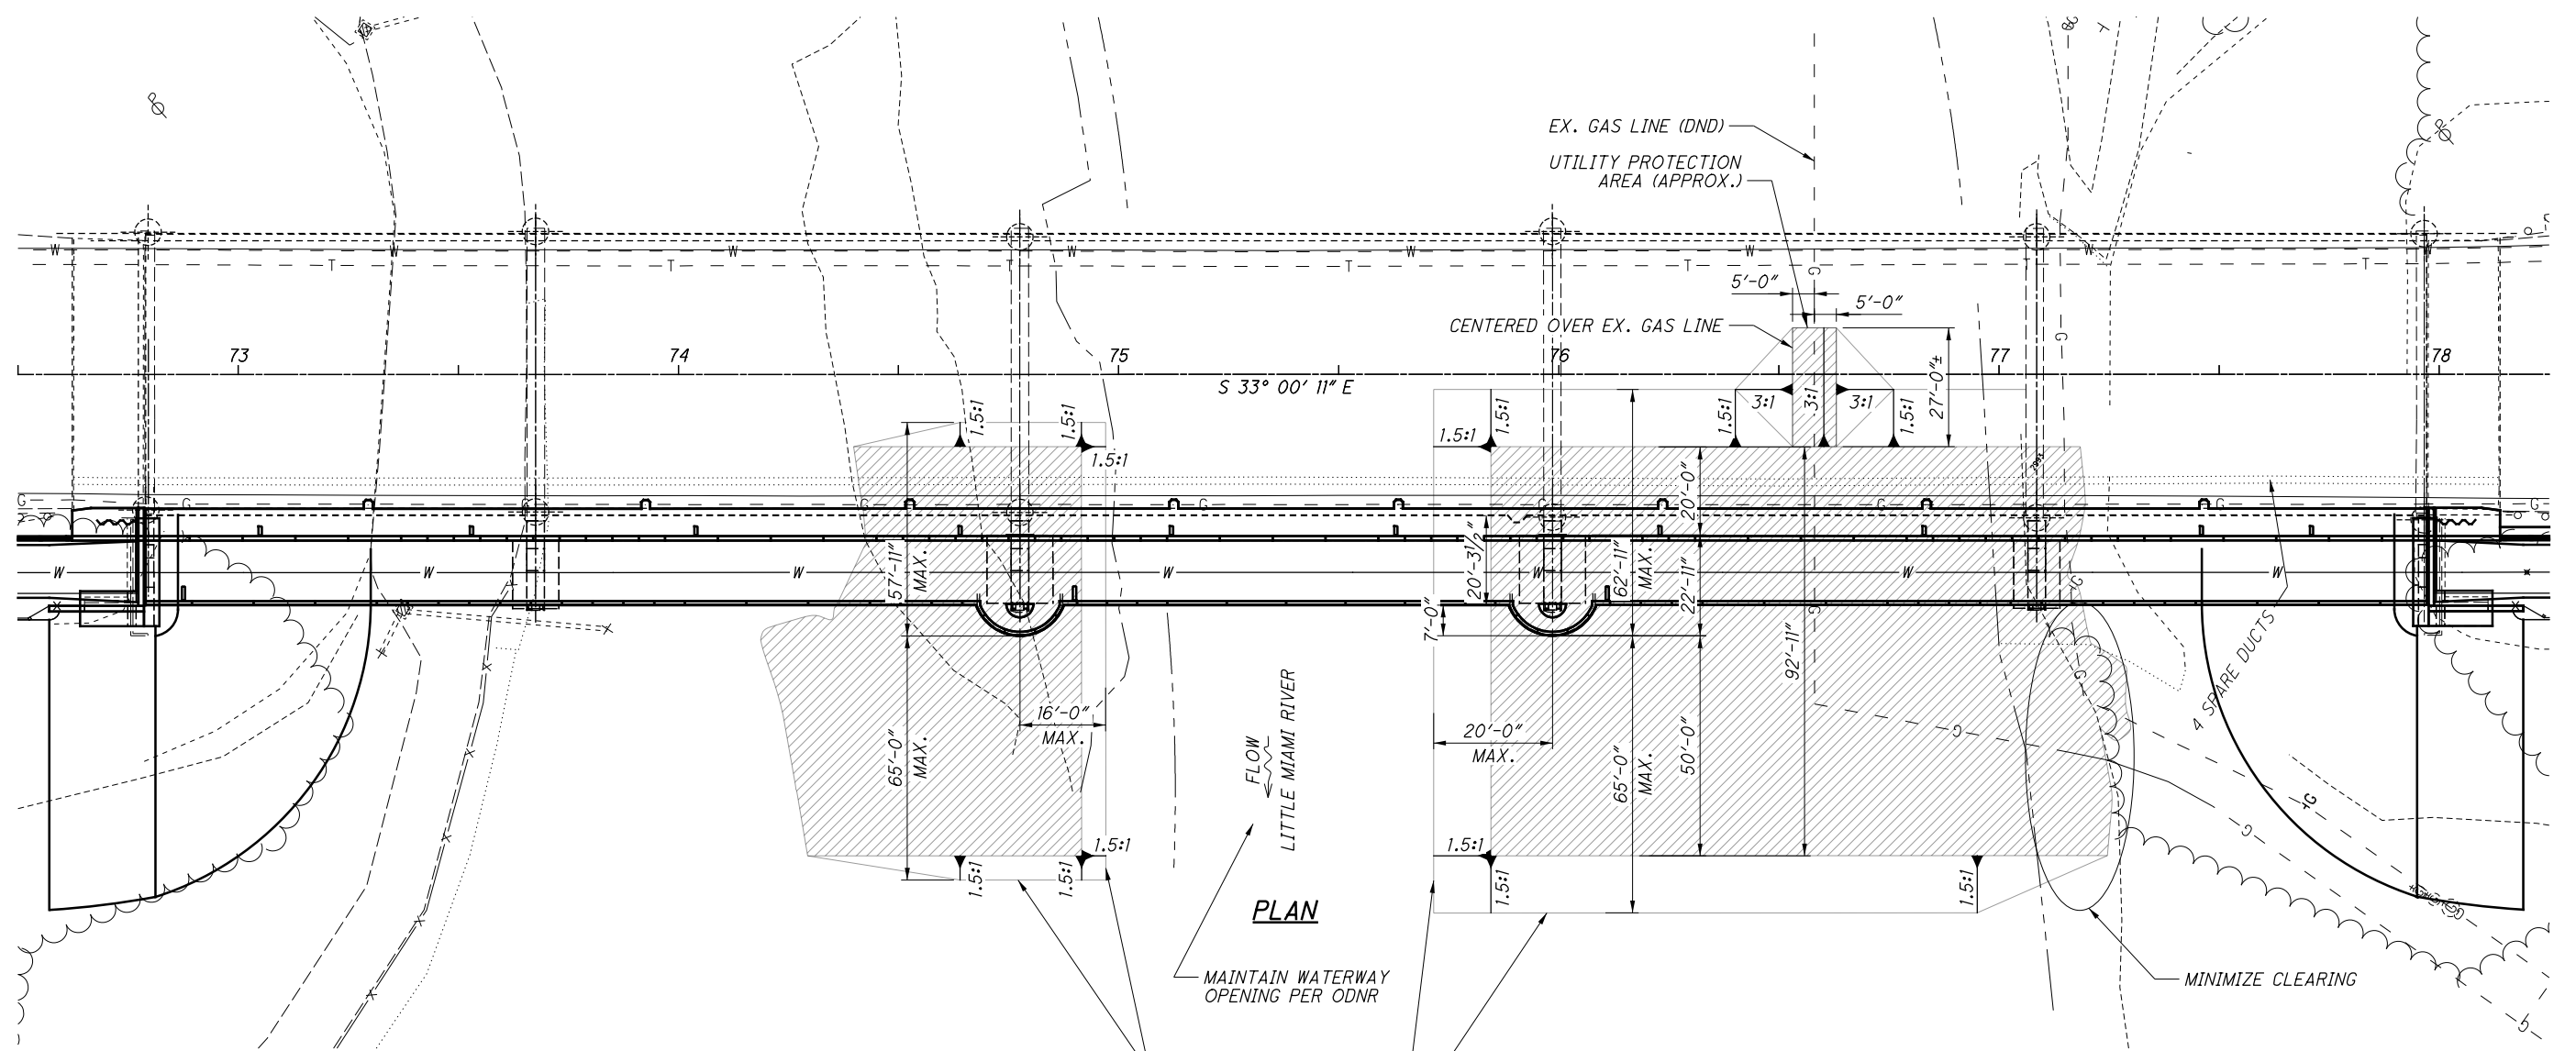 EX. GAS LINE (DND)
UTILITY PROTECTION
AREA (APPROX.)
5'-0"
5'-0"
CENTERED OVER EX. GAS LINE
73
74
75
76
77
78
S 33° 00' 11" E
27'-0"±
3:1
3:1
3:1
1.5:1
1.5:1
1.5:1
1.5:1
1.5:1
1.5:1
1.5:1
57'-11"
MAX.
65'-0"
MAX.
16'-0"
MAX.
1.5:1
1.5:1
1.5:1
20'-3½"
7'-0"
62'-11"
MAX.
20'-0"
22'-11"
92'-11"
50'-0"
65'-0"
MAX.
20'-0"
MAX.
1.5:1
1.5:1
1.5:1
FLOW
LITTLE MIAMI RIVER
4 SPARE DUCTS
PLAN
MAINTAIN WATERWAY
OPENING PER ODNR
MINIMIZE CLEARING
W
W
W
W
W
W
W
T
T
T
T
T
T
T
G
G
G
G
G
G
G
W
W
W
W
W
W
W